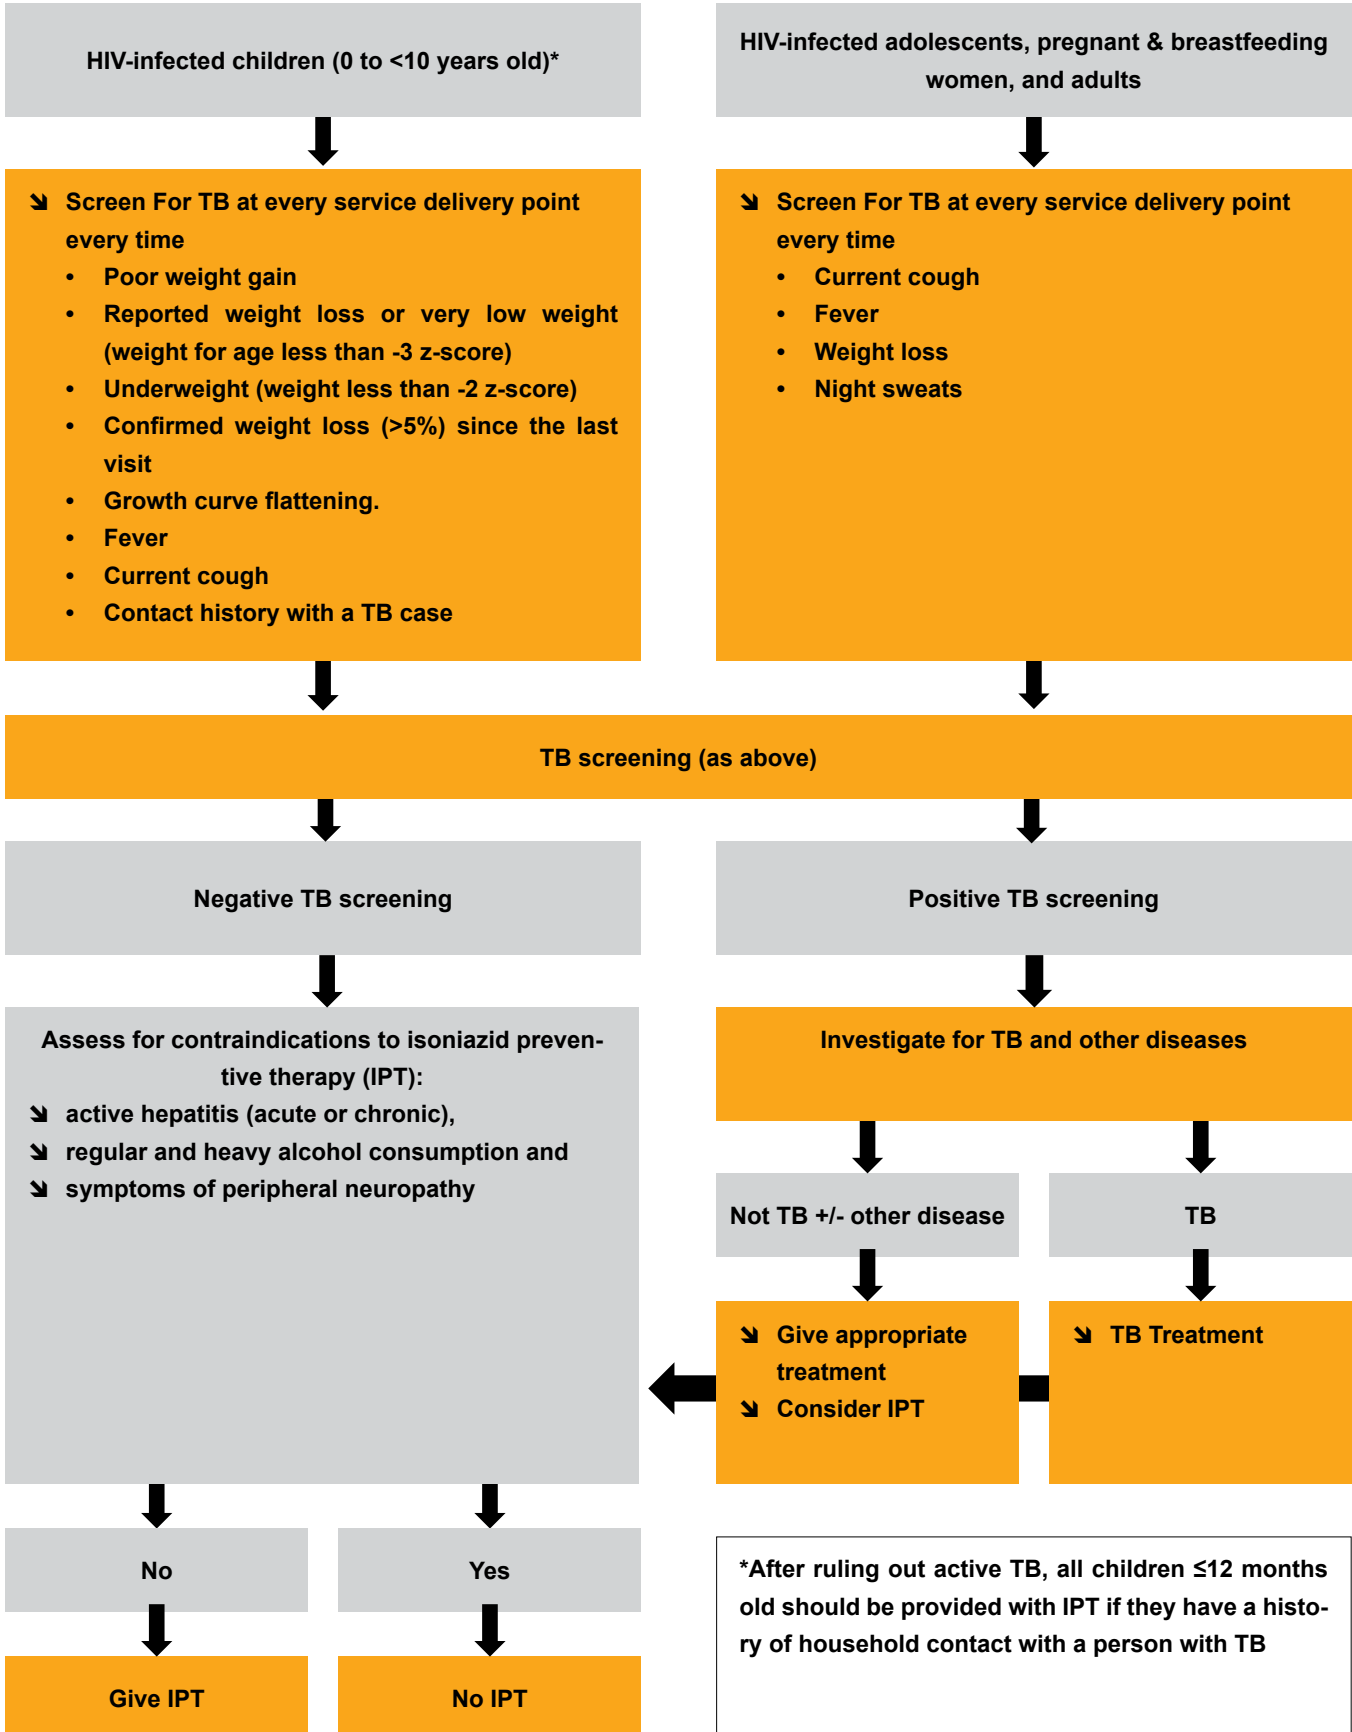 HIV-infected children (0 to <10 years old)*
HIV-infected adolescents, pregnant & breastfeeding
women, and adults
Screen For TB at every service delivery point
every time
• Poor weight gain
• Reported weight loss or very low weight
(weight for age less than -3 z-score)
• Underweight (weight less than -2 z-score)
• Confirmed weight loss (>5%) since the last
visit
• Growth curve flattening.
• Fever
• Current cough
• Contact history with a TB case
Screen For TB at every service delivery point
every time
• Current cough
• Fever
• Weight loss
• Night sweats
TB screening (as above)
Negative TB screening
Positive TB screening
Assess for contraindications to isoniazid preven-
tive therapy (IPT):
active hepatitis (acute or chronic),
regular and heavy alcohol consumption and
symptoms of peripheral neuropathy
Investigate for TB and other diseases
Not TB +/- other disease
TB
Give appropriate
treatment
Consider IPT
TB Treatment
No
Yes
Give IPT
No IPT
*After ruling out active TB, all children ≤12 months
old should be provided with IPT if they have a histo-
ry of household contact with a person with TB